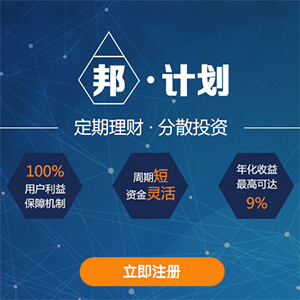 邦·计划
定期理财·分散投资
100%
用户利益
保障机制
周期短
资金灵活
年化收益
最高可达
9%
立即注册